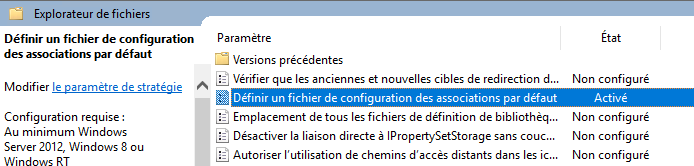 Explorateur de fichiers
Définir un fichier de configuration
des associations par défaut
Modifier le paramètre de stratégie
Configuration requise :
Au minimum Windows
Server 2012, Windows 8 ou
Windows RT
Paramètre État
Versions précédentes
Vérifier que les anciennes et nouvelles cibles de redirection d... Non configuré
Définir un fichier de configuration des associations par défaut Activé
Emplacement de tous les fichiers de définition de bibliothèq... Non configuré
Désactiver la liaison directe à IPropertySetStorage sans couc... Non configuré
Autoriser l'utilisation de chemins d'accès distants dans les ic... Non configuré